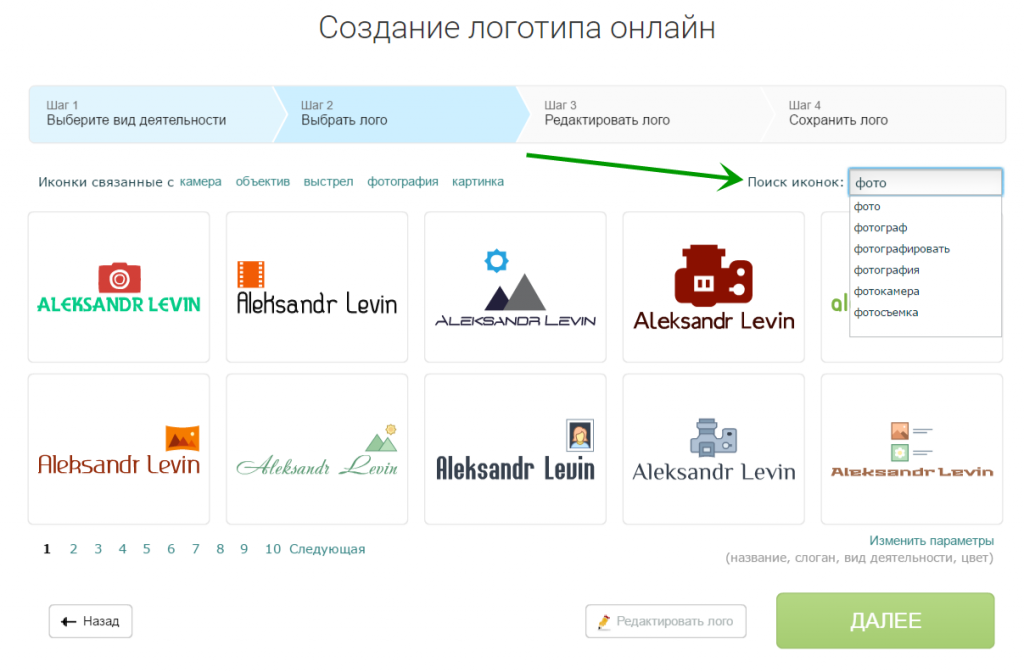 Создание логотипа онлайн
Шаг 1
Выберите вид деятельности
Шаг 2
Выбрать лого
Шаг 3
Редактировать лого
Шаг 4
Сохранить лого
Иконки связанные с камера объектив выстрел фотография картинка
Поиск иконок: фото
фото
фотограф
фотографировать
фотография
фотокамера
фотосъемка
ALEKSANDR LEVIN
Aleksandr Levin
ALEKSANDR LEVIN
Aleksandr Levin
al
Aleksandr Levin
Aleksandr Levin
Aleksandr Levin
Aleksandr Levin
Aleksandr Levin
1 2 3 4 5 6 7 8 9 10 Следующая
Изменить параметры
(название, слоган, вид деятельности, цвет)
Назад
Редактировать лого
ДАЛЕЕ